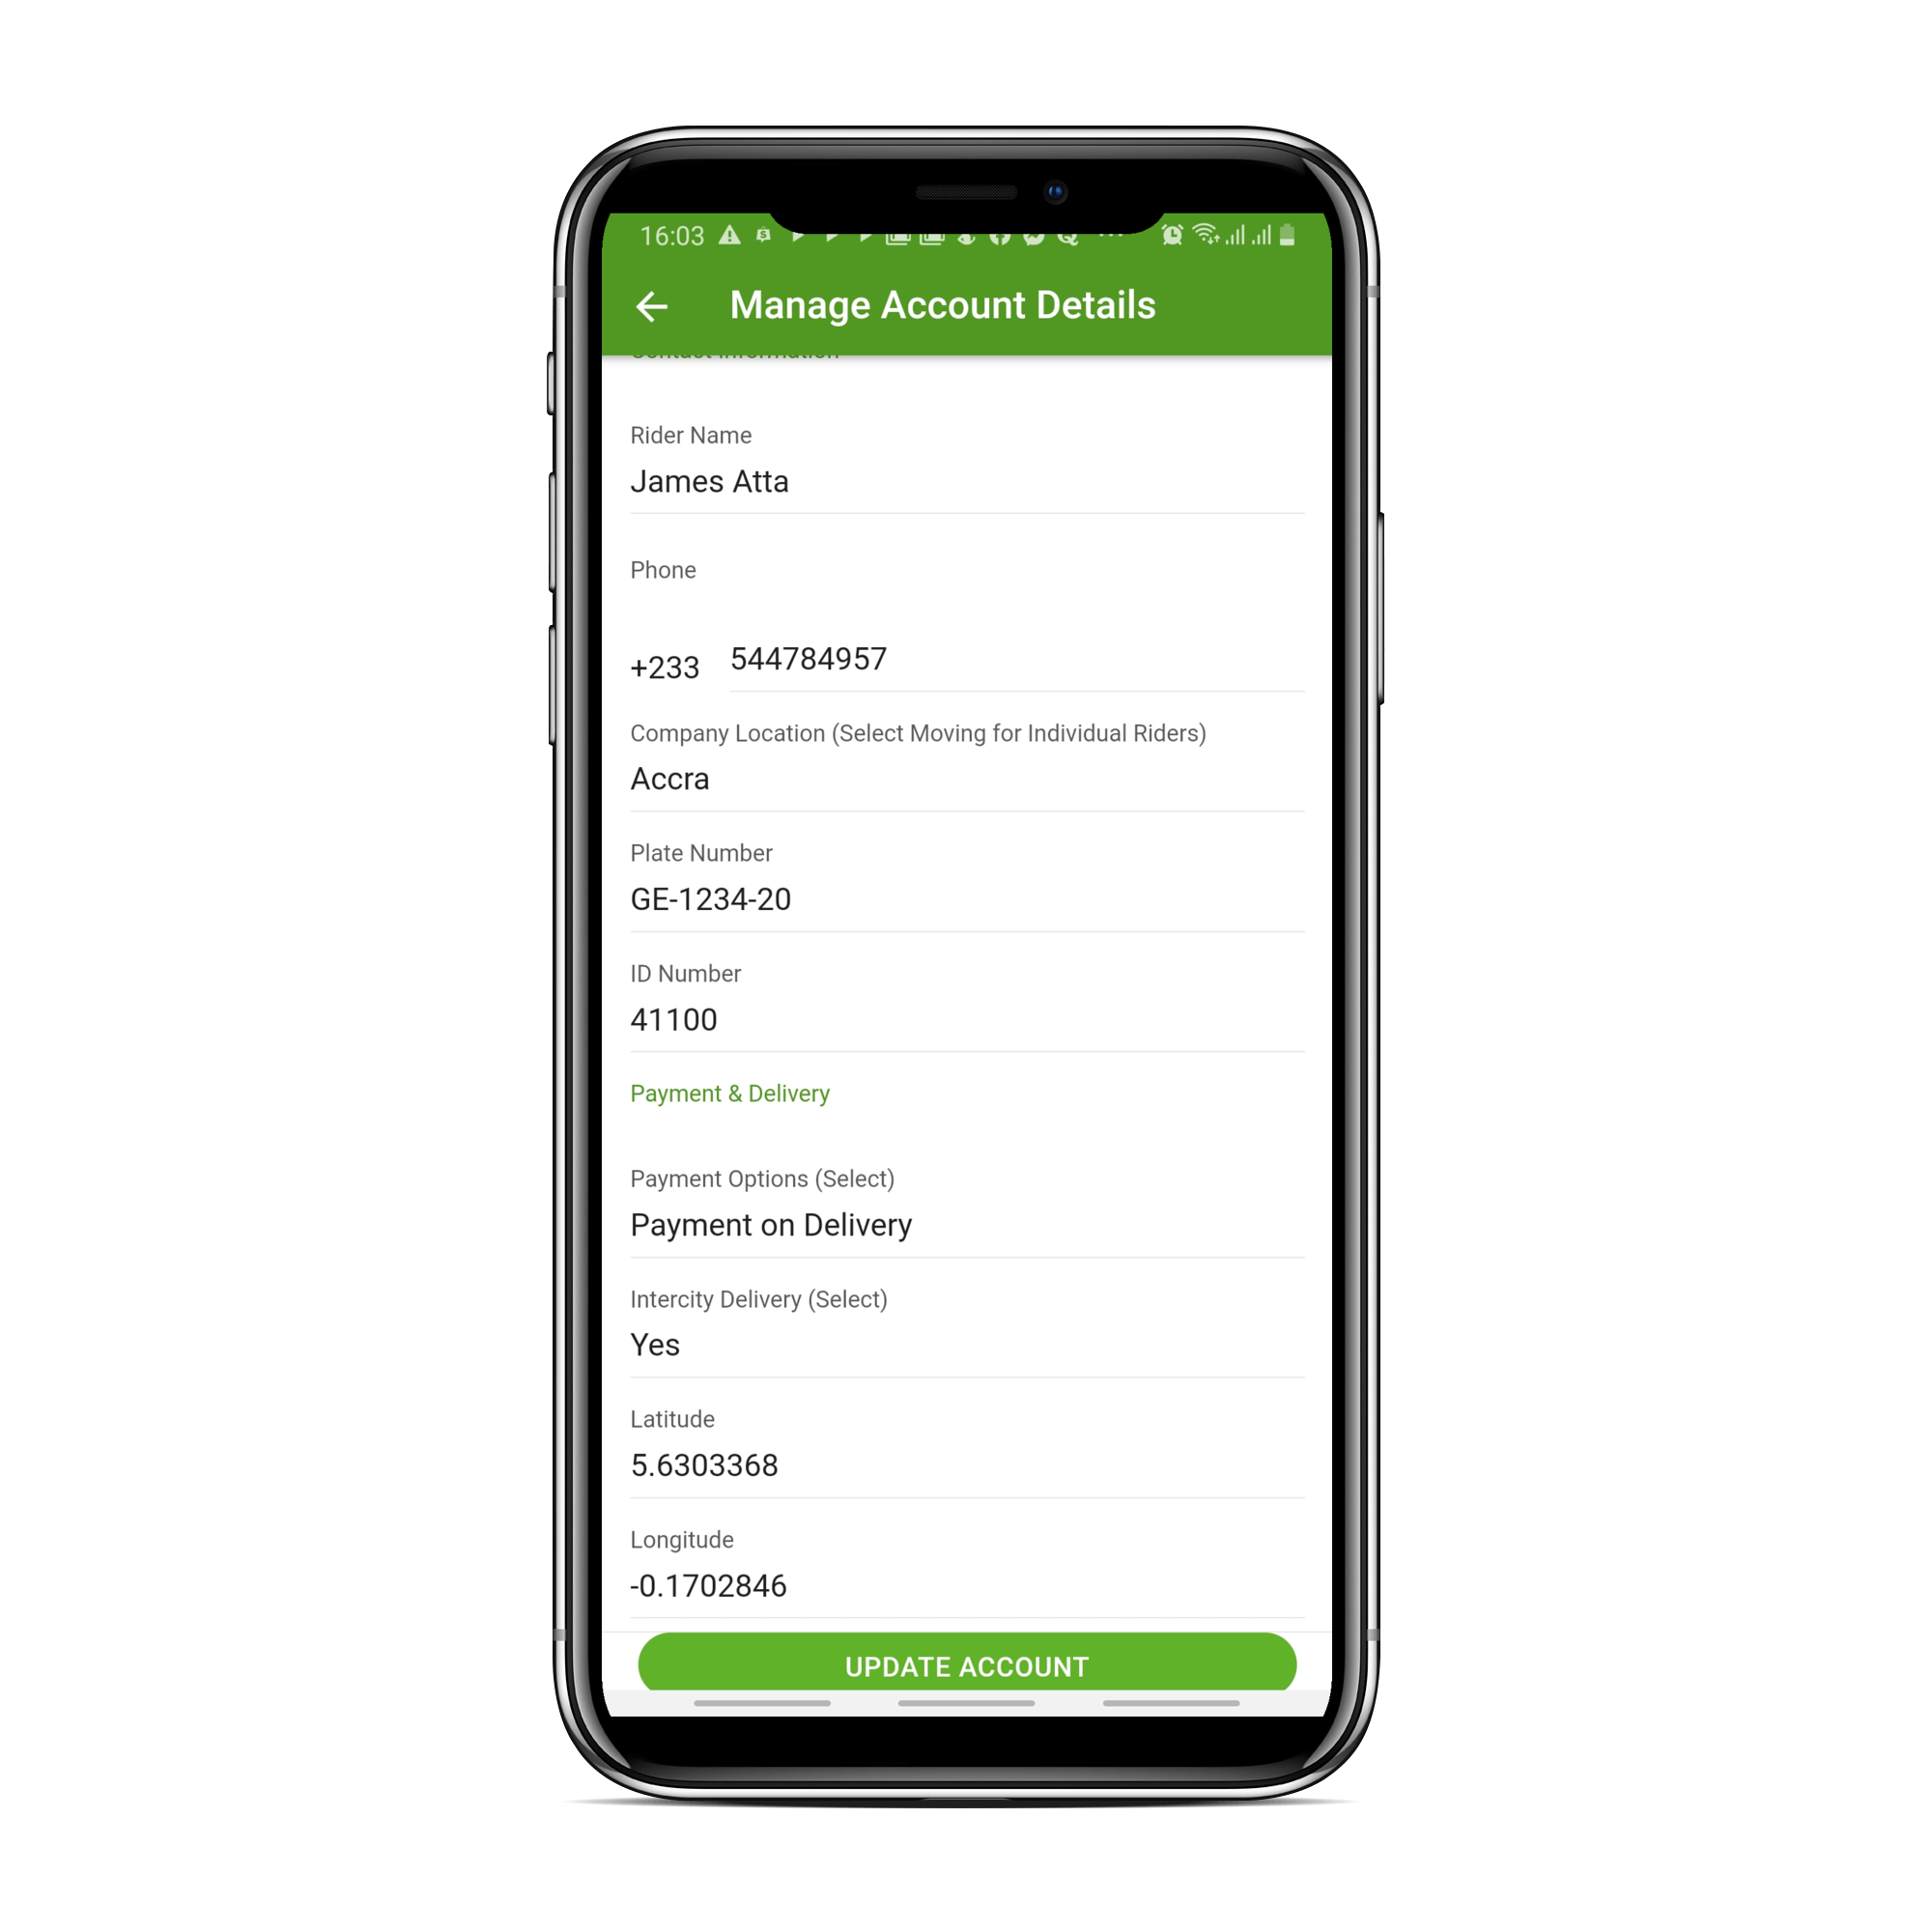 16:03
Manage Account Details
Contact Information
Rider Name
James Atta
Phone
+233 544784957
Company Location (Select Moving for Individual Riders)
Accra
Plate Number
GE-1234-20
ID Number
41100
Payment & Delivery
Payment Options (Select)
Payment on Delivery
Intercity Delivery (Select)
Yes
Latitude
5.6303368
Longitude
-0.1702846
UPDATE ACCOUNT